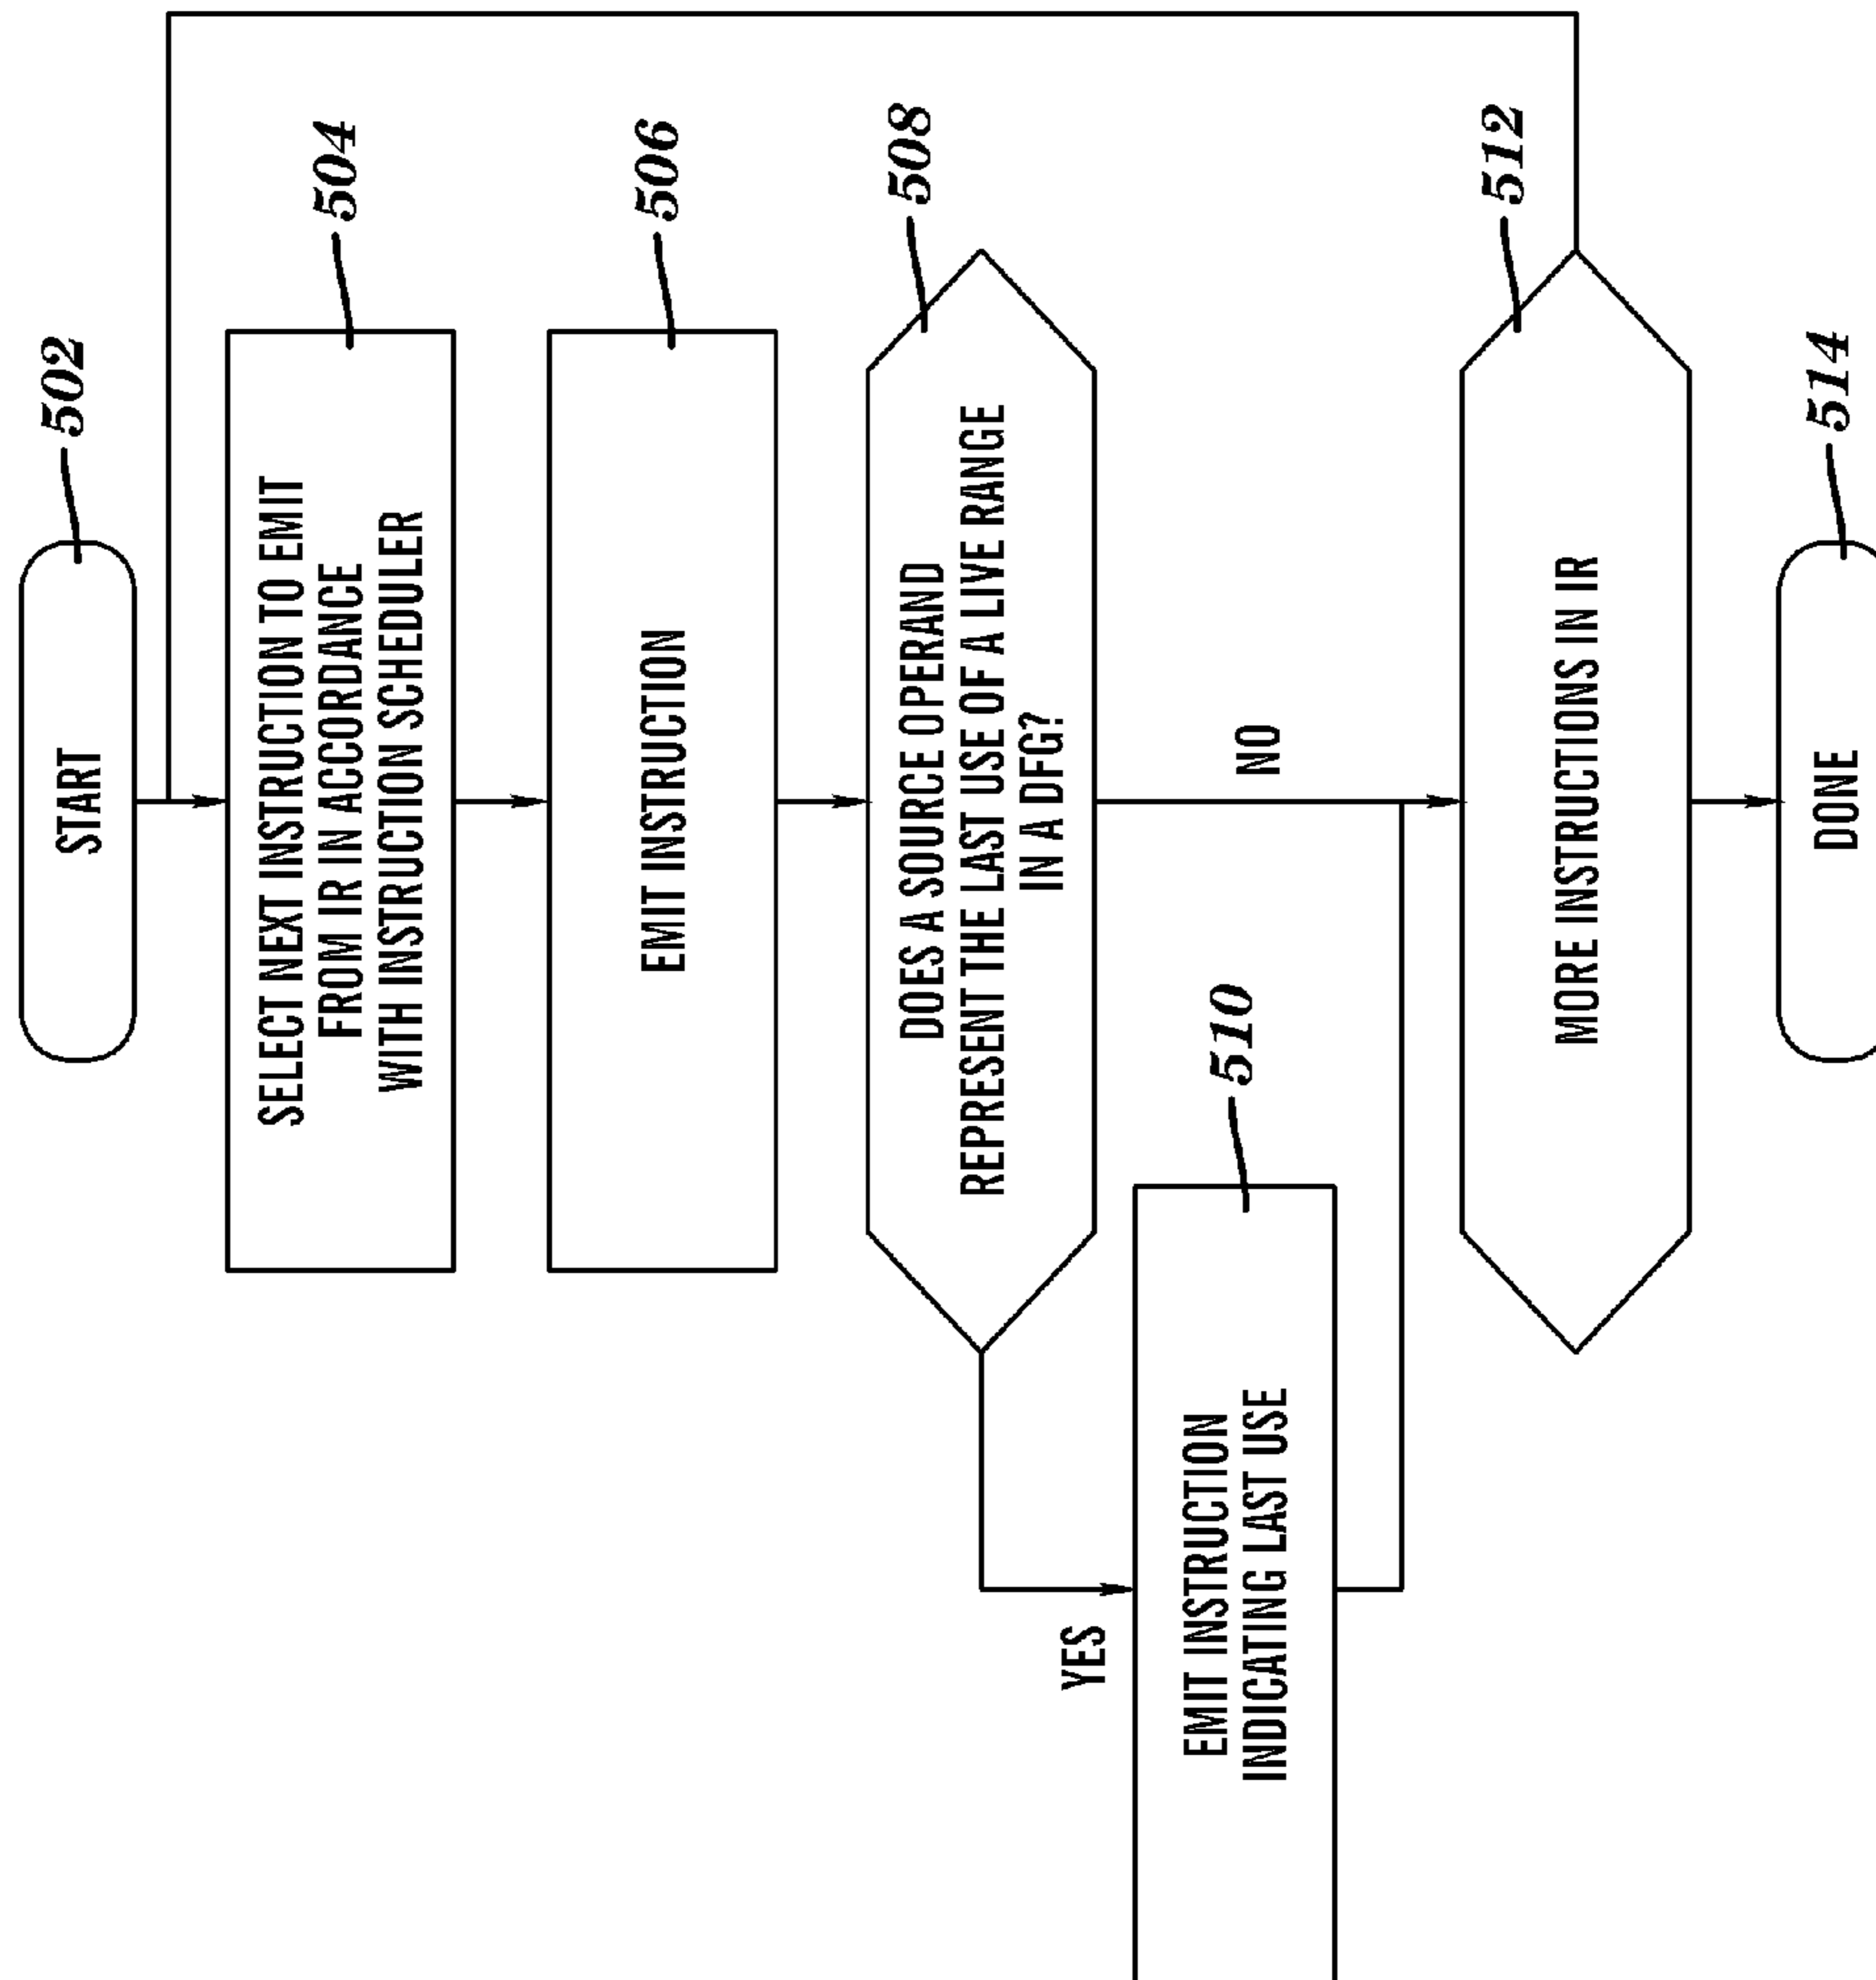 START
502
SELECT NEXT INSTRUCTION TO EMIT
FROM IR IN ACCORDANCE
WITH INSTRUCTION SCHEDULER
504
EMIT INSTRUCTION
506
DOES A SOURCE OPERAND
REPRESENT THE LAST USE OF A LIVE RANGE
IN A DFG?
508
YES
NO
EMIT INSTRUCTION
INDICATING LAST USE
510
MORE INSTRUCTIONS IN IR
512
DONE
514